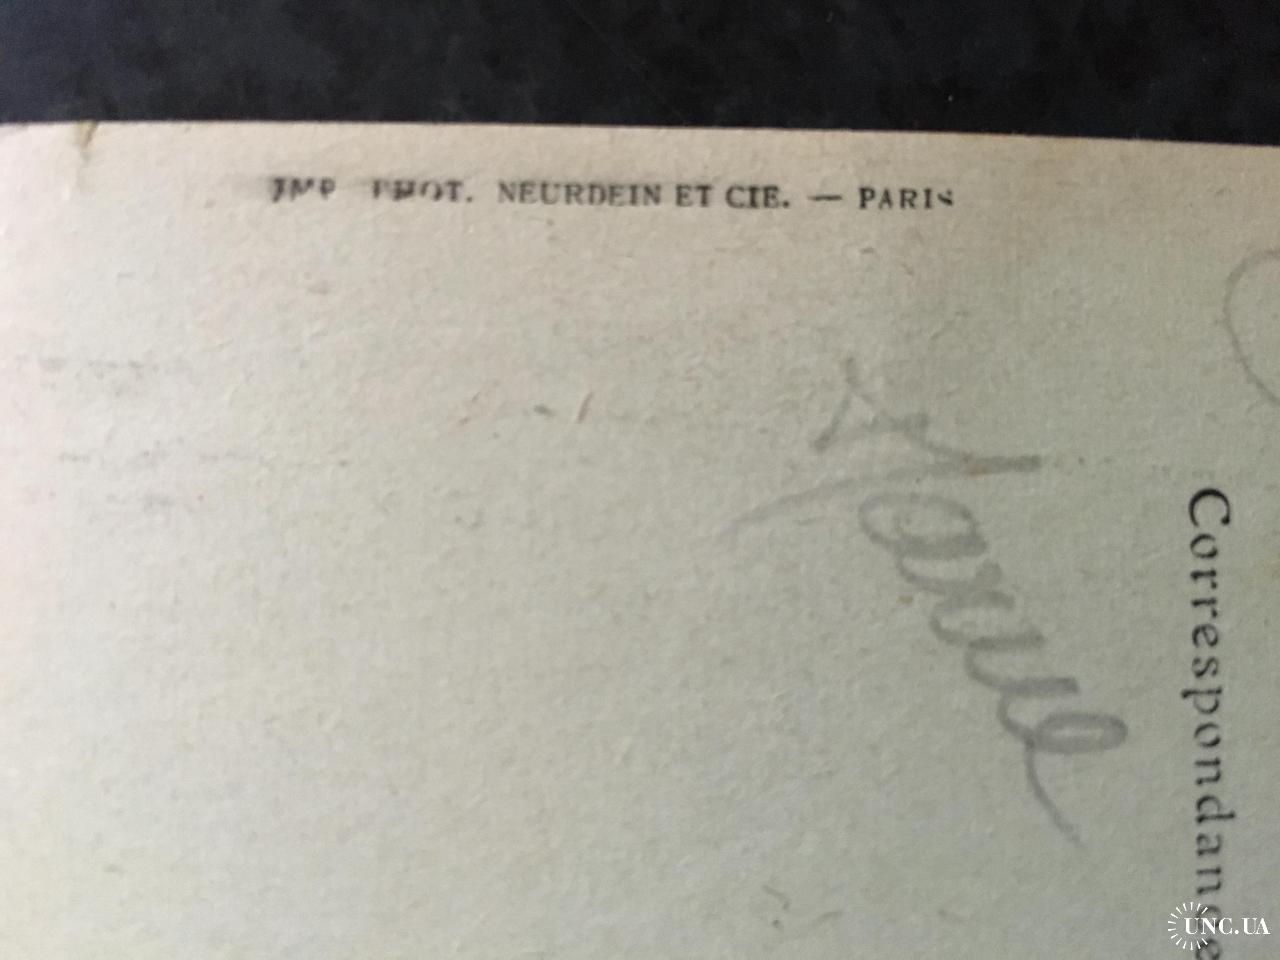 IMP. PHOT. NEURDEIN ET CIE. — PARIS
Correspondance
UNC.UA